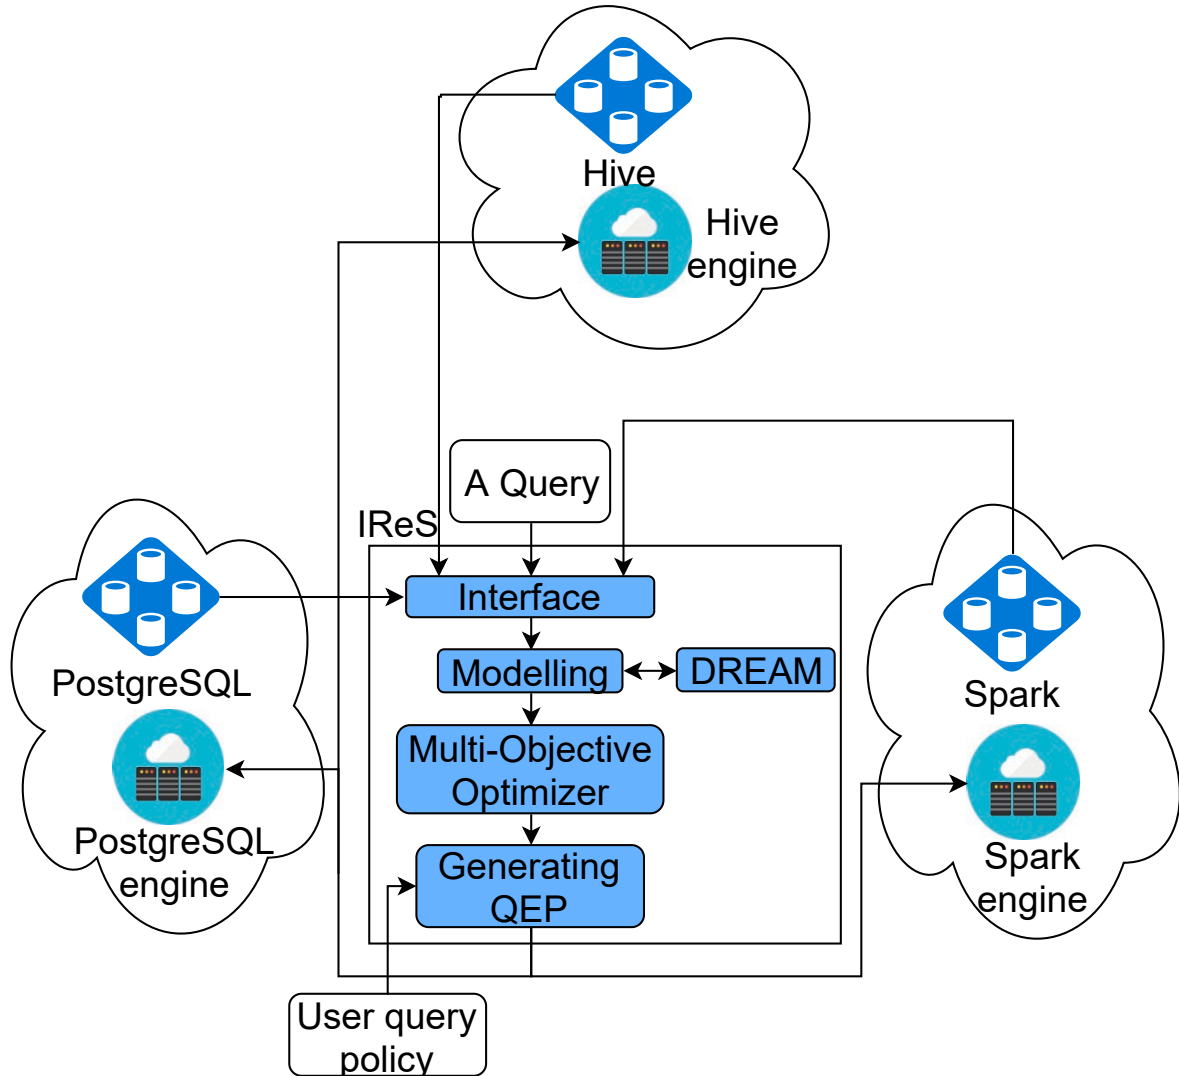 Hive
Hive
engine
A Query
IReS
Interface
Modelling
DREAM
PostgreSQL
Spark
Multi-Objective
Optimizer
PostgreSQL
engine
Generating
QEP
Spark
engine
User query
policy